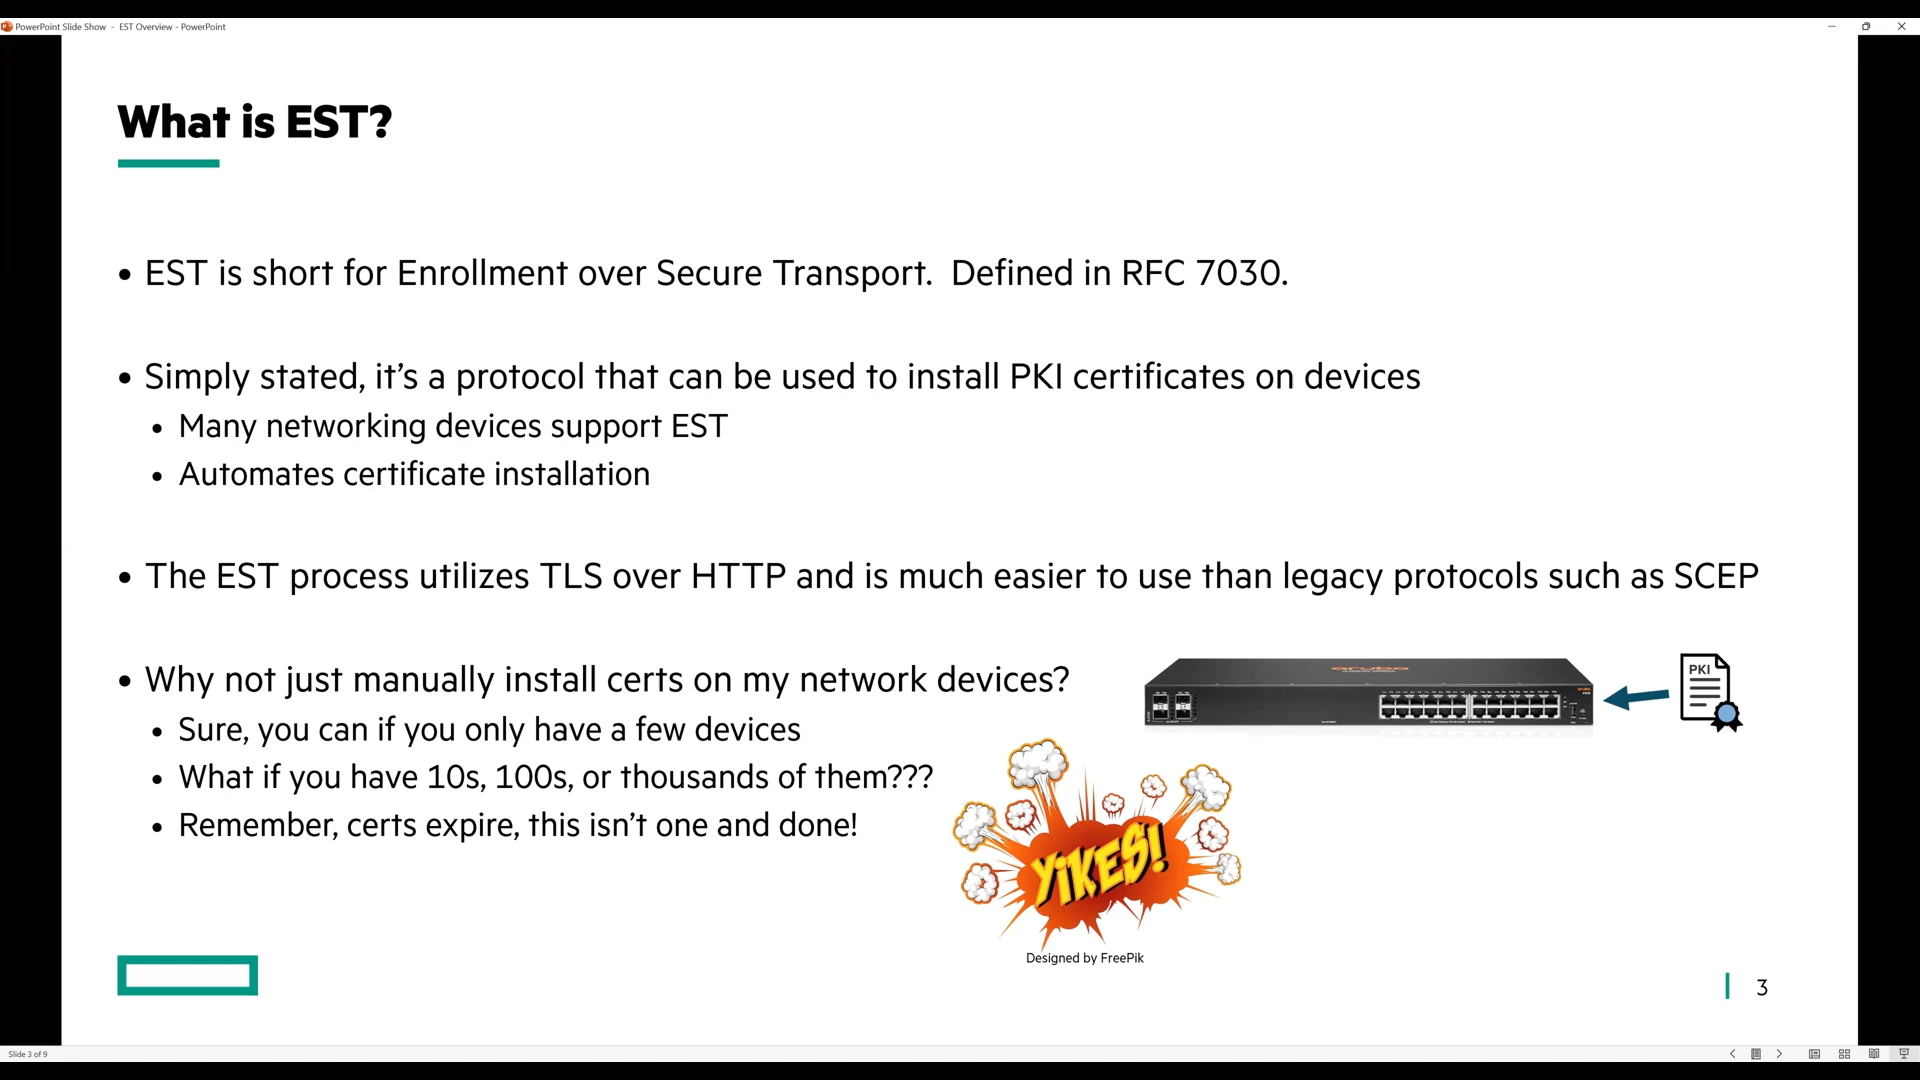 PowerPoint Slide Show - EST Overview - PowerPoint
What is EST?
• EST is short for Enrollment over Secure Transport. Defined in RFC 7030.
• Simply stated, it’s a protocol that can be used to install PKI certificates on devices
• Many networking devices support EST
• Automates certificate installation
• The EST process utilizes TLS over HTTP and is much easier to use than legacy protocols such as SCEP
• Why not just manually install certs on my network devices?
• Sure, you can if you only have a few devices
• What if you have 10s, 100s, or thousands of them???
• Remember, certs expire, this isn’t one and done!
aruba
PKI
YIKES!
Designed by FreePik
3
Slide 3 of 9